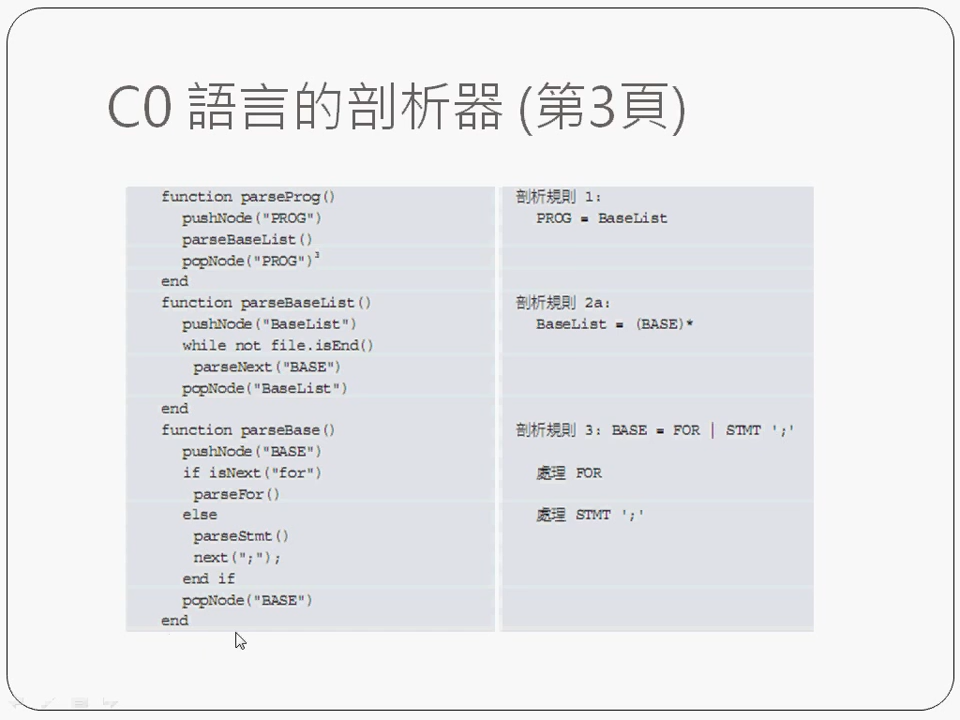 C0 語言的剖析器 (第3頁)
function parseProg()
pushNode("PROG")
parseBaseList()
popNode("PROG")3
end
function parseBaseList()
pushNode("BaseList")
while not file.isEnd()
parseNext("BASE")
popNode("BaseList")
end
function parseBase()
pushNode("BASE")
if isNext("for")
parseFor()
else
parseStmt()
next(";");
end if
popNode("BASE")
end
剖析規則 1:
PROG = BaseList
剖析規則 2a:
BaseList = (BASE)*
剖析規則 3: BASE = FOR | STMT ';'
處理 FOR
處理 STMT ';'